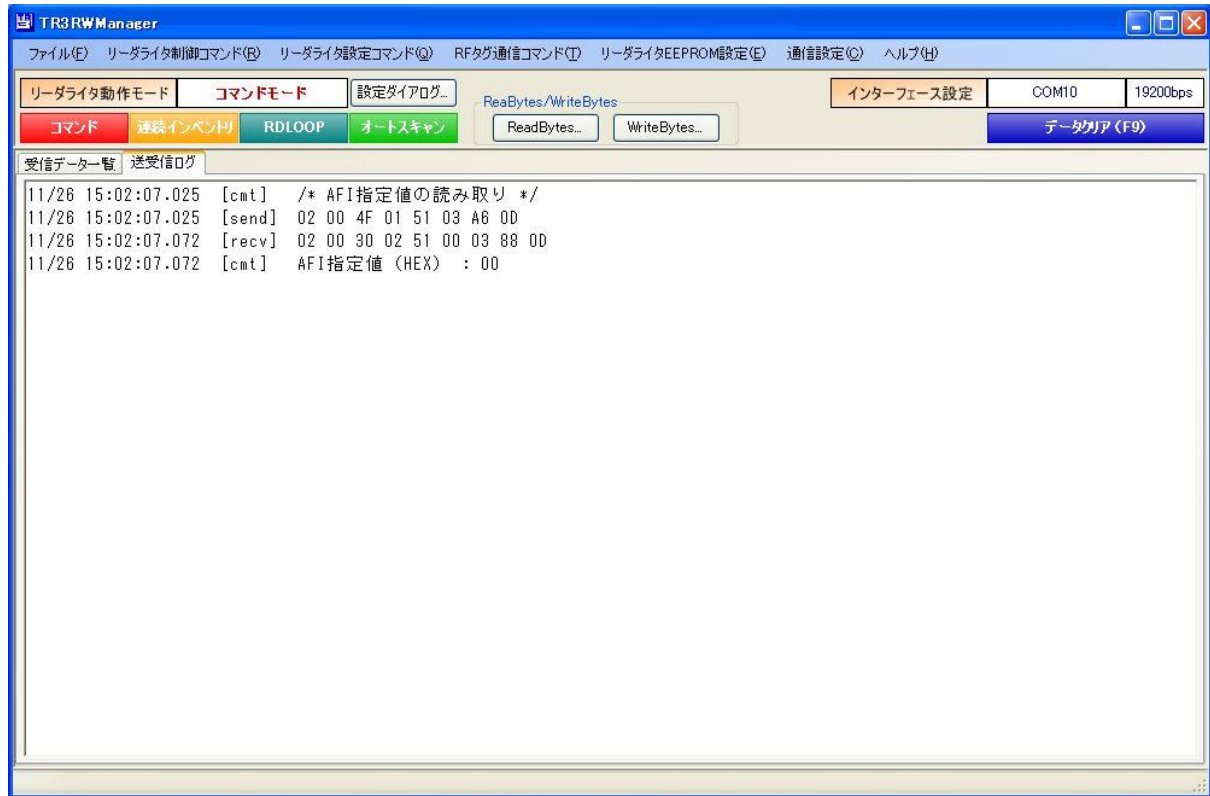 TR3RWManager
ファイル(F) リーダライタ制御コマンド(R) リーダライタ設定コマンド(Q) RFタグ通信コマンド(T) リーダライタEEPROM設定(E) 通信設定(C) ヘルプ(H)
リーダライタ動作モード コマンドモード 設定ダイアログ... ReaBytes/WriteBytes インターフェース設定 COM10 19200bps
コマンド 連続インベントリ RDLOOP オートスキャン ReadBytes... WriteBytes... データクリア(F9)
受信データ一覧 送受信ログ
11/26 15:02:07.025 [cmt] /* AFI指定値の読み取り */
11/26 15:02:07.025 [send] 02 00 4F 01 51 03 A6 0D
11/26 15:02:07.072 [recv] 02 00 30 02 51 00 03 88 0D
11/26 15:02:07.072 [cmt] AFI指定値 (HEX) : 00